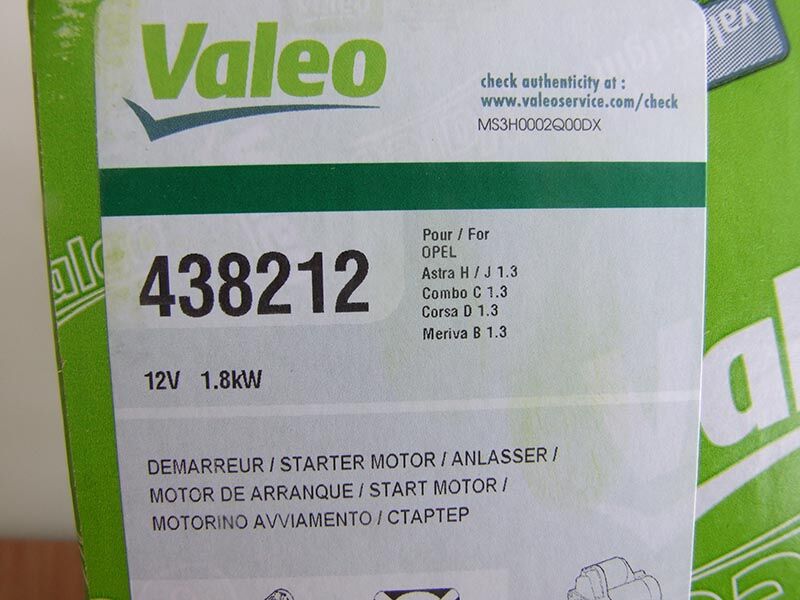 Valeo
valeo
check authenticity at :
www.valeoservice.com/check
MS3H0002Q00DX
438212
Pour / For
OPEL
Astra H / J 1.3
Combo C 1.3
Corsa D 1.3
Meriva B 1.3
12V 1.8kW
DEMARREUR / STARTER MOTOR / ANLASSER /
MOTOR DE ARRANQUE / START MOTOR /
MOTORINO AVVIAMENTO / СТАРТЕР